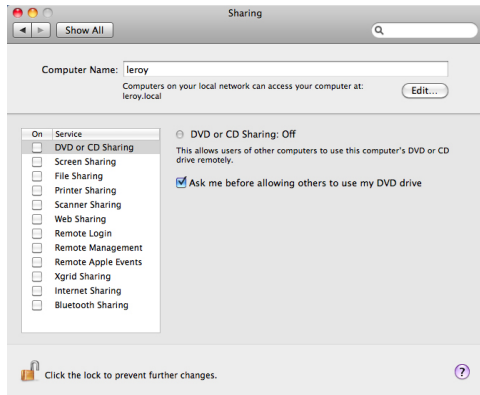 Sharing
Show All
Computer Name: leroy
Computers on your local network can access your computer at:
leroy.local
Edit...
On Service
DVD or CD Sharing
Screen Sharing
File Sharing
Printer Sharing
Scanner Sharing
Web Sharing
Remote Login
Remote Management
Remote Apple Events
Xgrid Sharing
Internet Sharing
Bluetooth Sharing
DVD or CD Sharing: Off
This allows users of other computers to use this computer's DVD or CD
drive remotely.
Ask me before allowing others to use my DVD drive
Click the lock to prevent further changes.
?